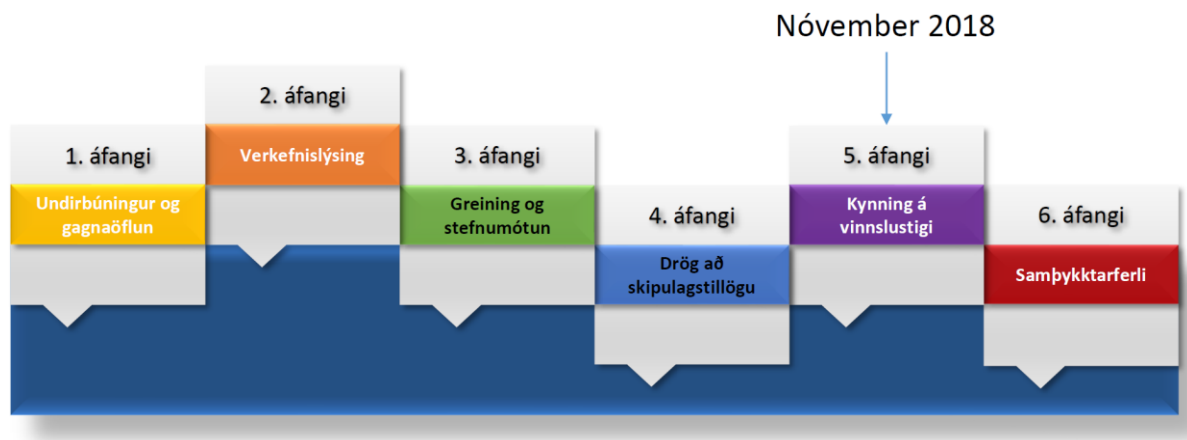 Nóvember 2018
1. áfangi
Undirbúningur og
gagnaöflun
2. áfangi
Verkefnislýsing
3. áfangi
Greining og
stefnumótun
4. áfangi
Drög að
skipulagstillögu
5. áfangi
Kynning á
vinnslustigi
6. áfangi
Samþykktarferli